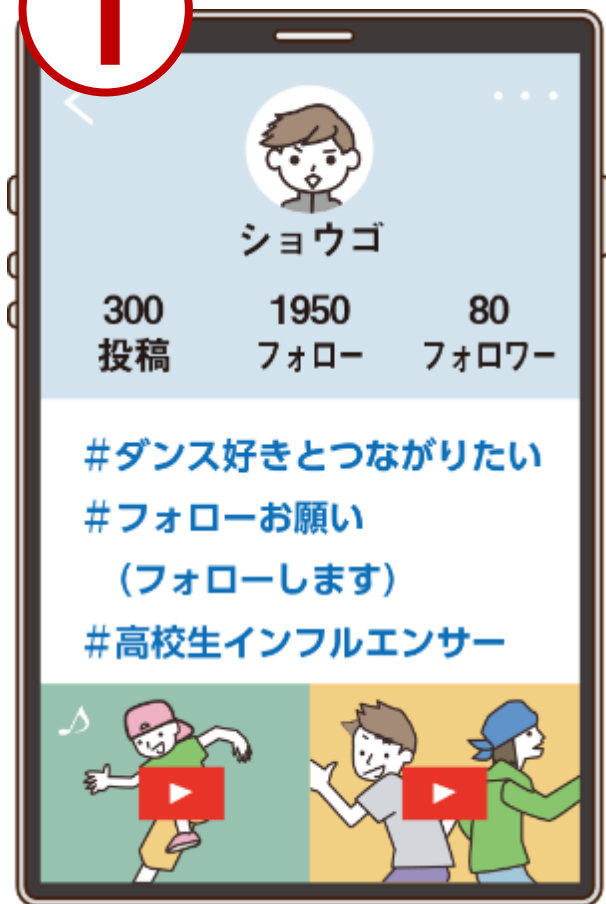 1
ショウゴ
300 1950 80
投稿 フォロー フォロワー
#ダンス好きとつながりたい
#フォローお願い
(フォローします)
#高校生インフルエンサー